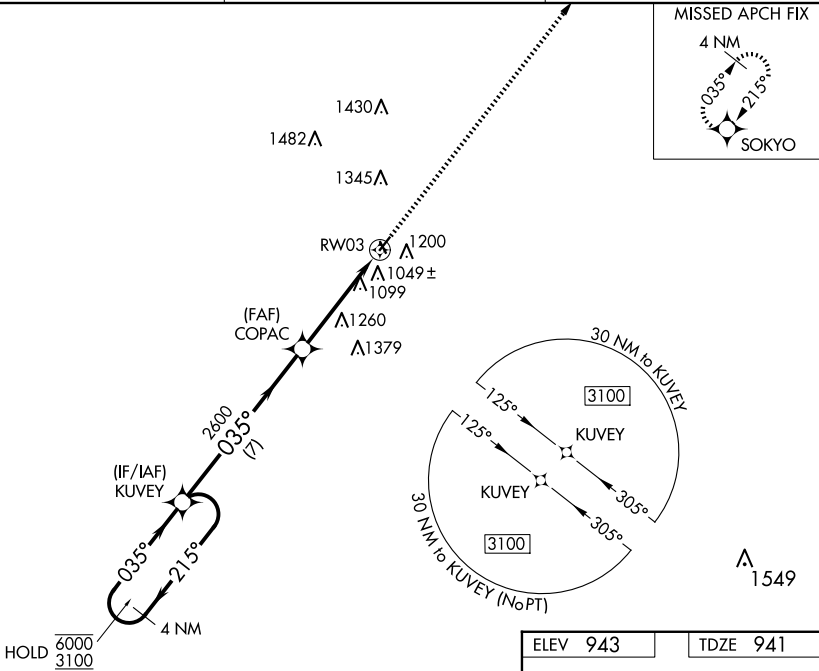 MISSED APCH FIX
4 NM
035°
215°
SOKYO
1430
1482
1345
RW03
1200
1049 ±
1099
(FAF)
COPAC
1260
1379
2600
035°
(7)
(IF/IAF)
KUVEY
035°
215°
4 NM
HOLD 6000
3100
30 NM to KUVEY
3100
125°
KUVEY
305°
125°
KUVEY
305°
3100
30 NM to KUVEY (NoPT)
1549
ELEV 943
TDZE 941